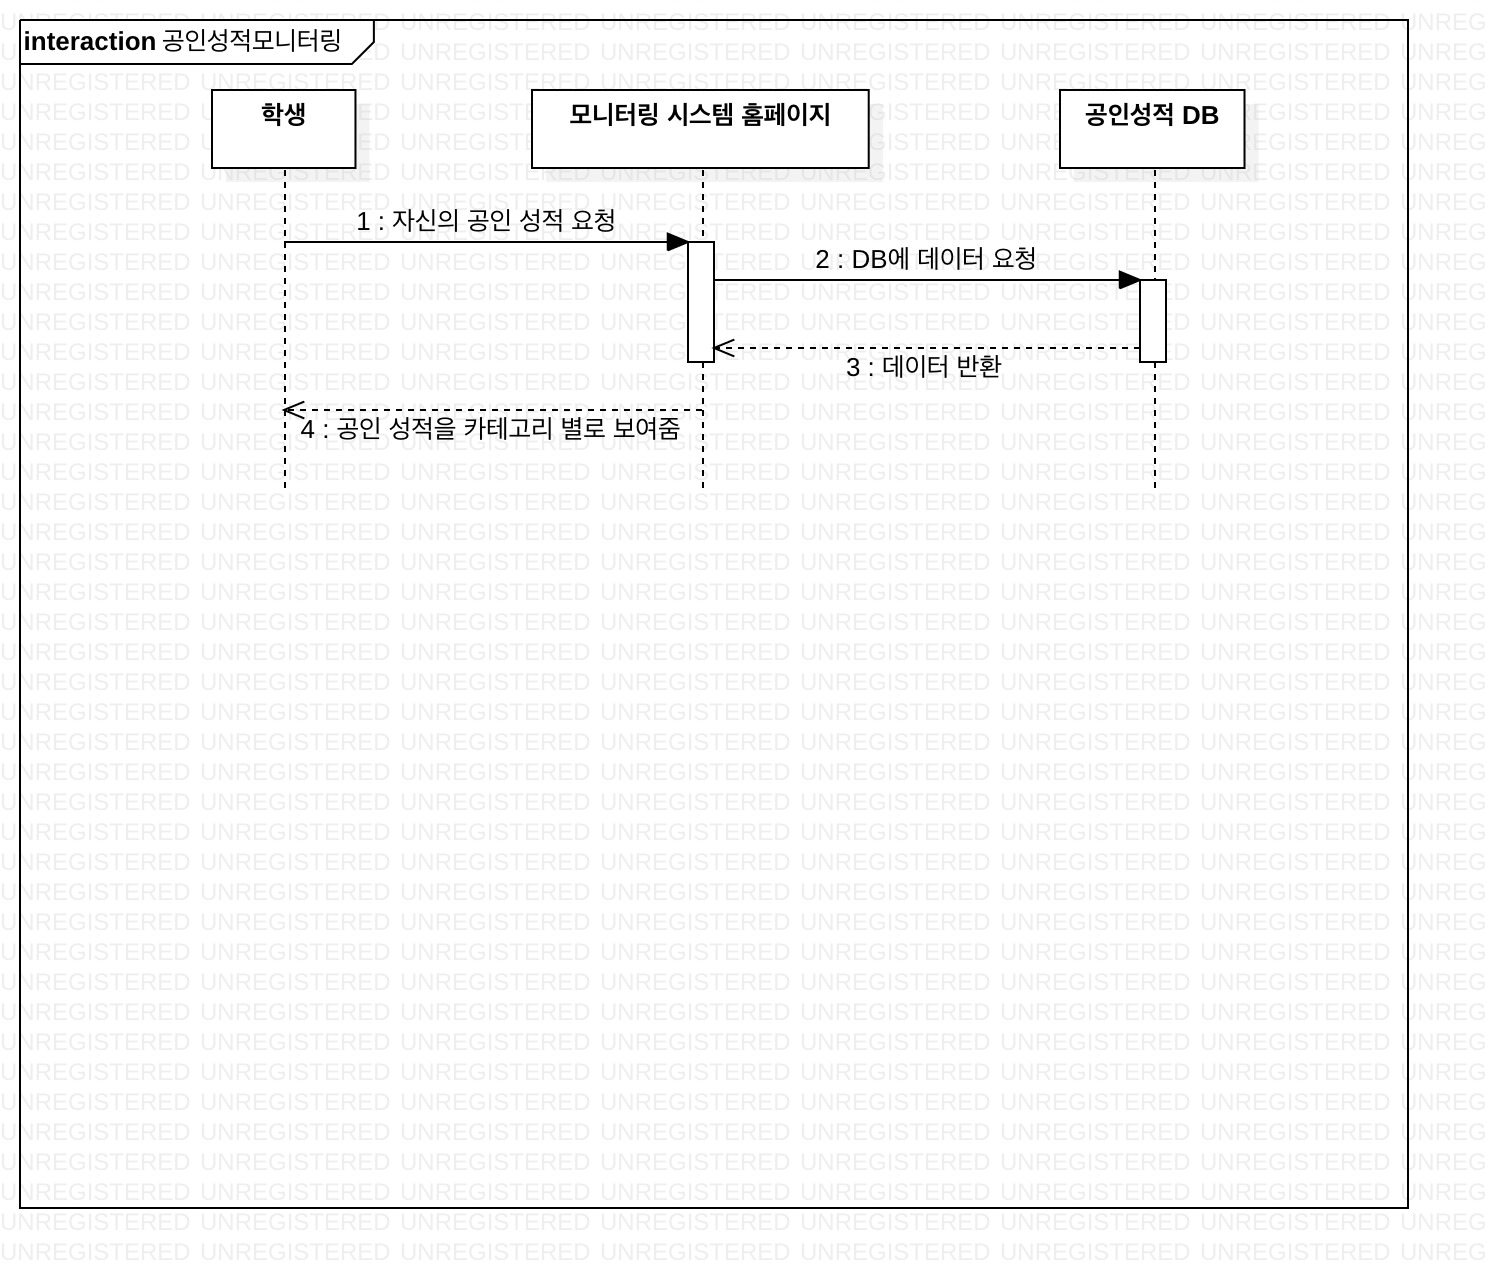 interaction 공인성적모니터링
학생
모니터링 시스템 홈페이지
공인성적 DB
1 : 자신의 공인 성적 요청
2 : DB에 데이터 요청
3 : 데이터 반환
4 : 공인 성적을 카테고리 별로 보여줌
UNREGISTERED